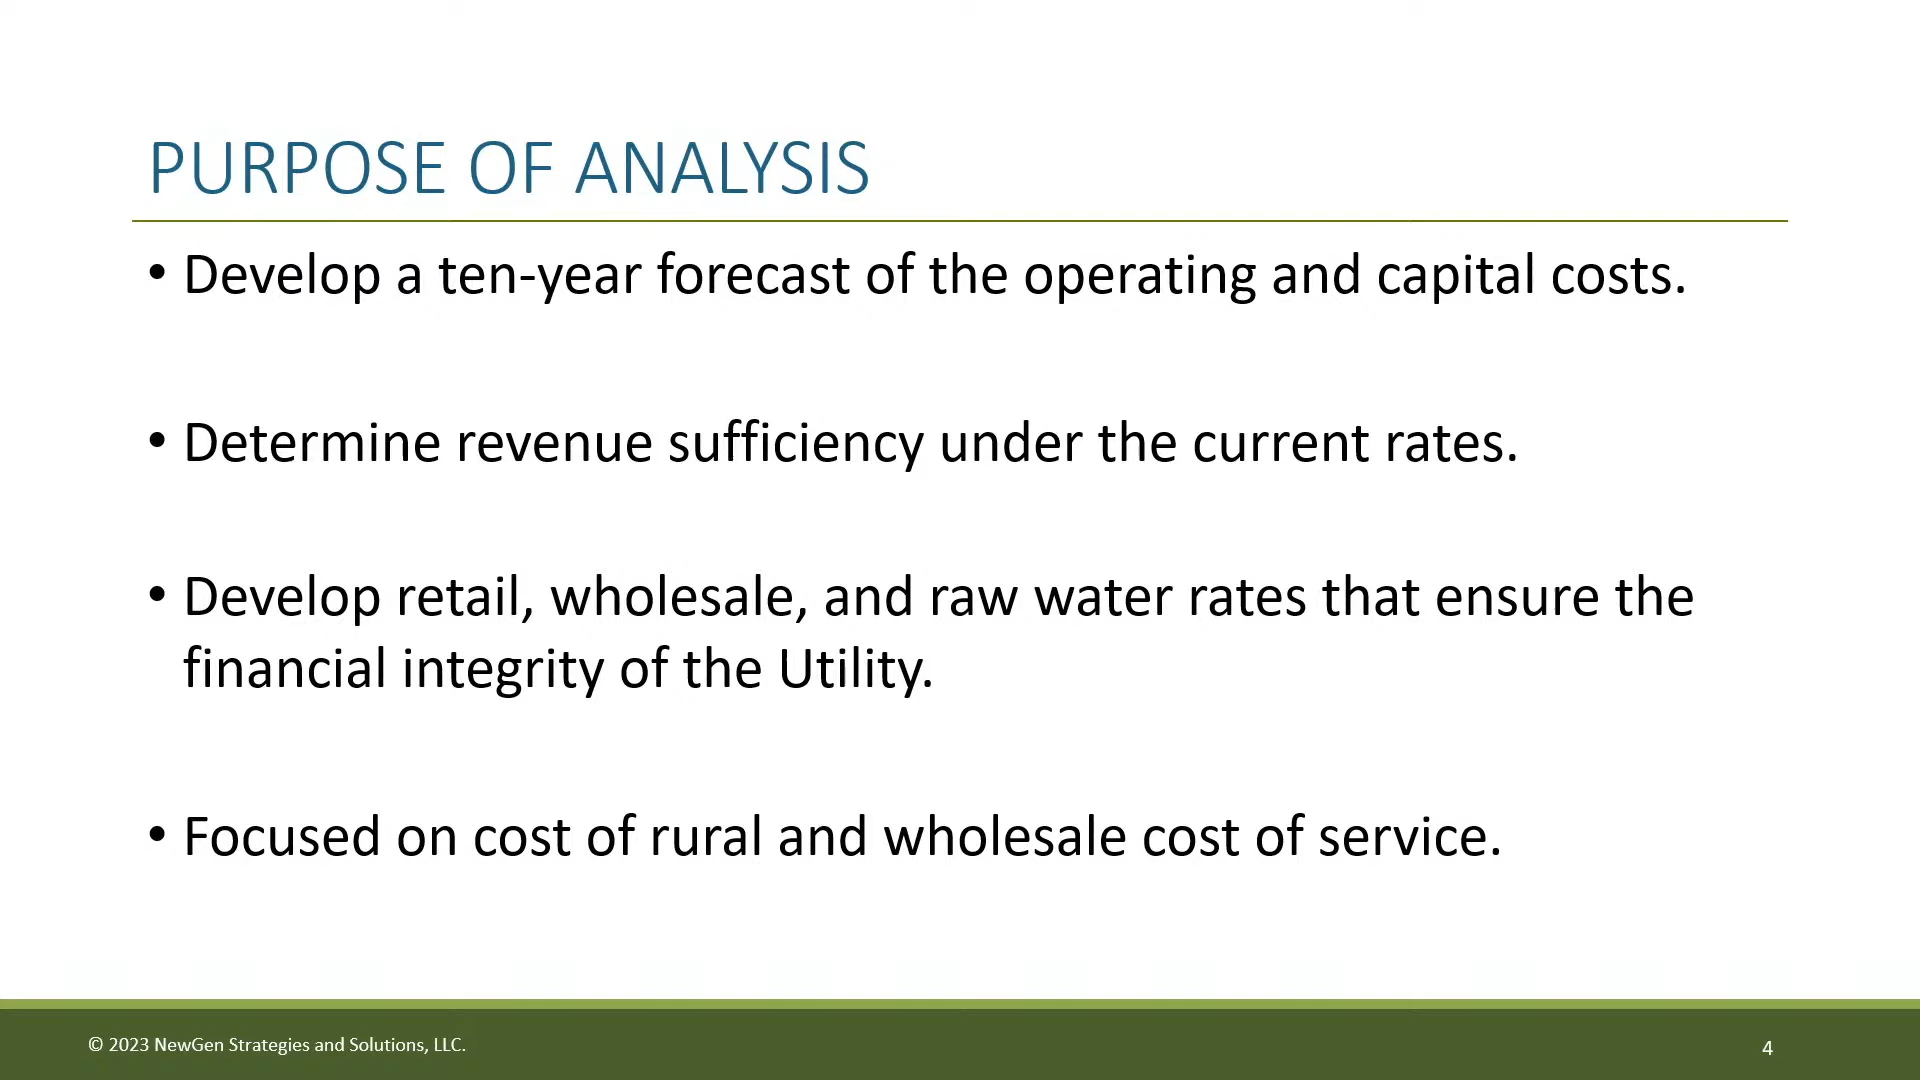 PURPOSE OF ANALYSIS
• Develop a ten-year forecast of the operating and capital costs.
• Determine revenue sufficiency under the current rates.
• Develop retail, wholesale, and raw water rates that ensure the
financial integrity of the Utility.
• Focused on cost of rural and wholesale cost of service.
© 2023 NewGen Strategies and Solutions, LLC.
4